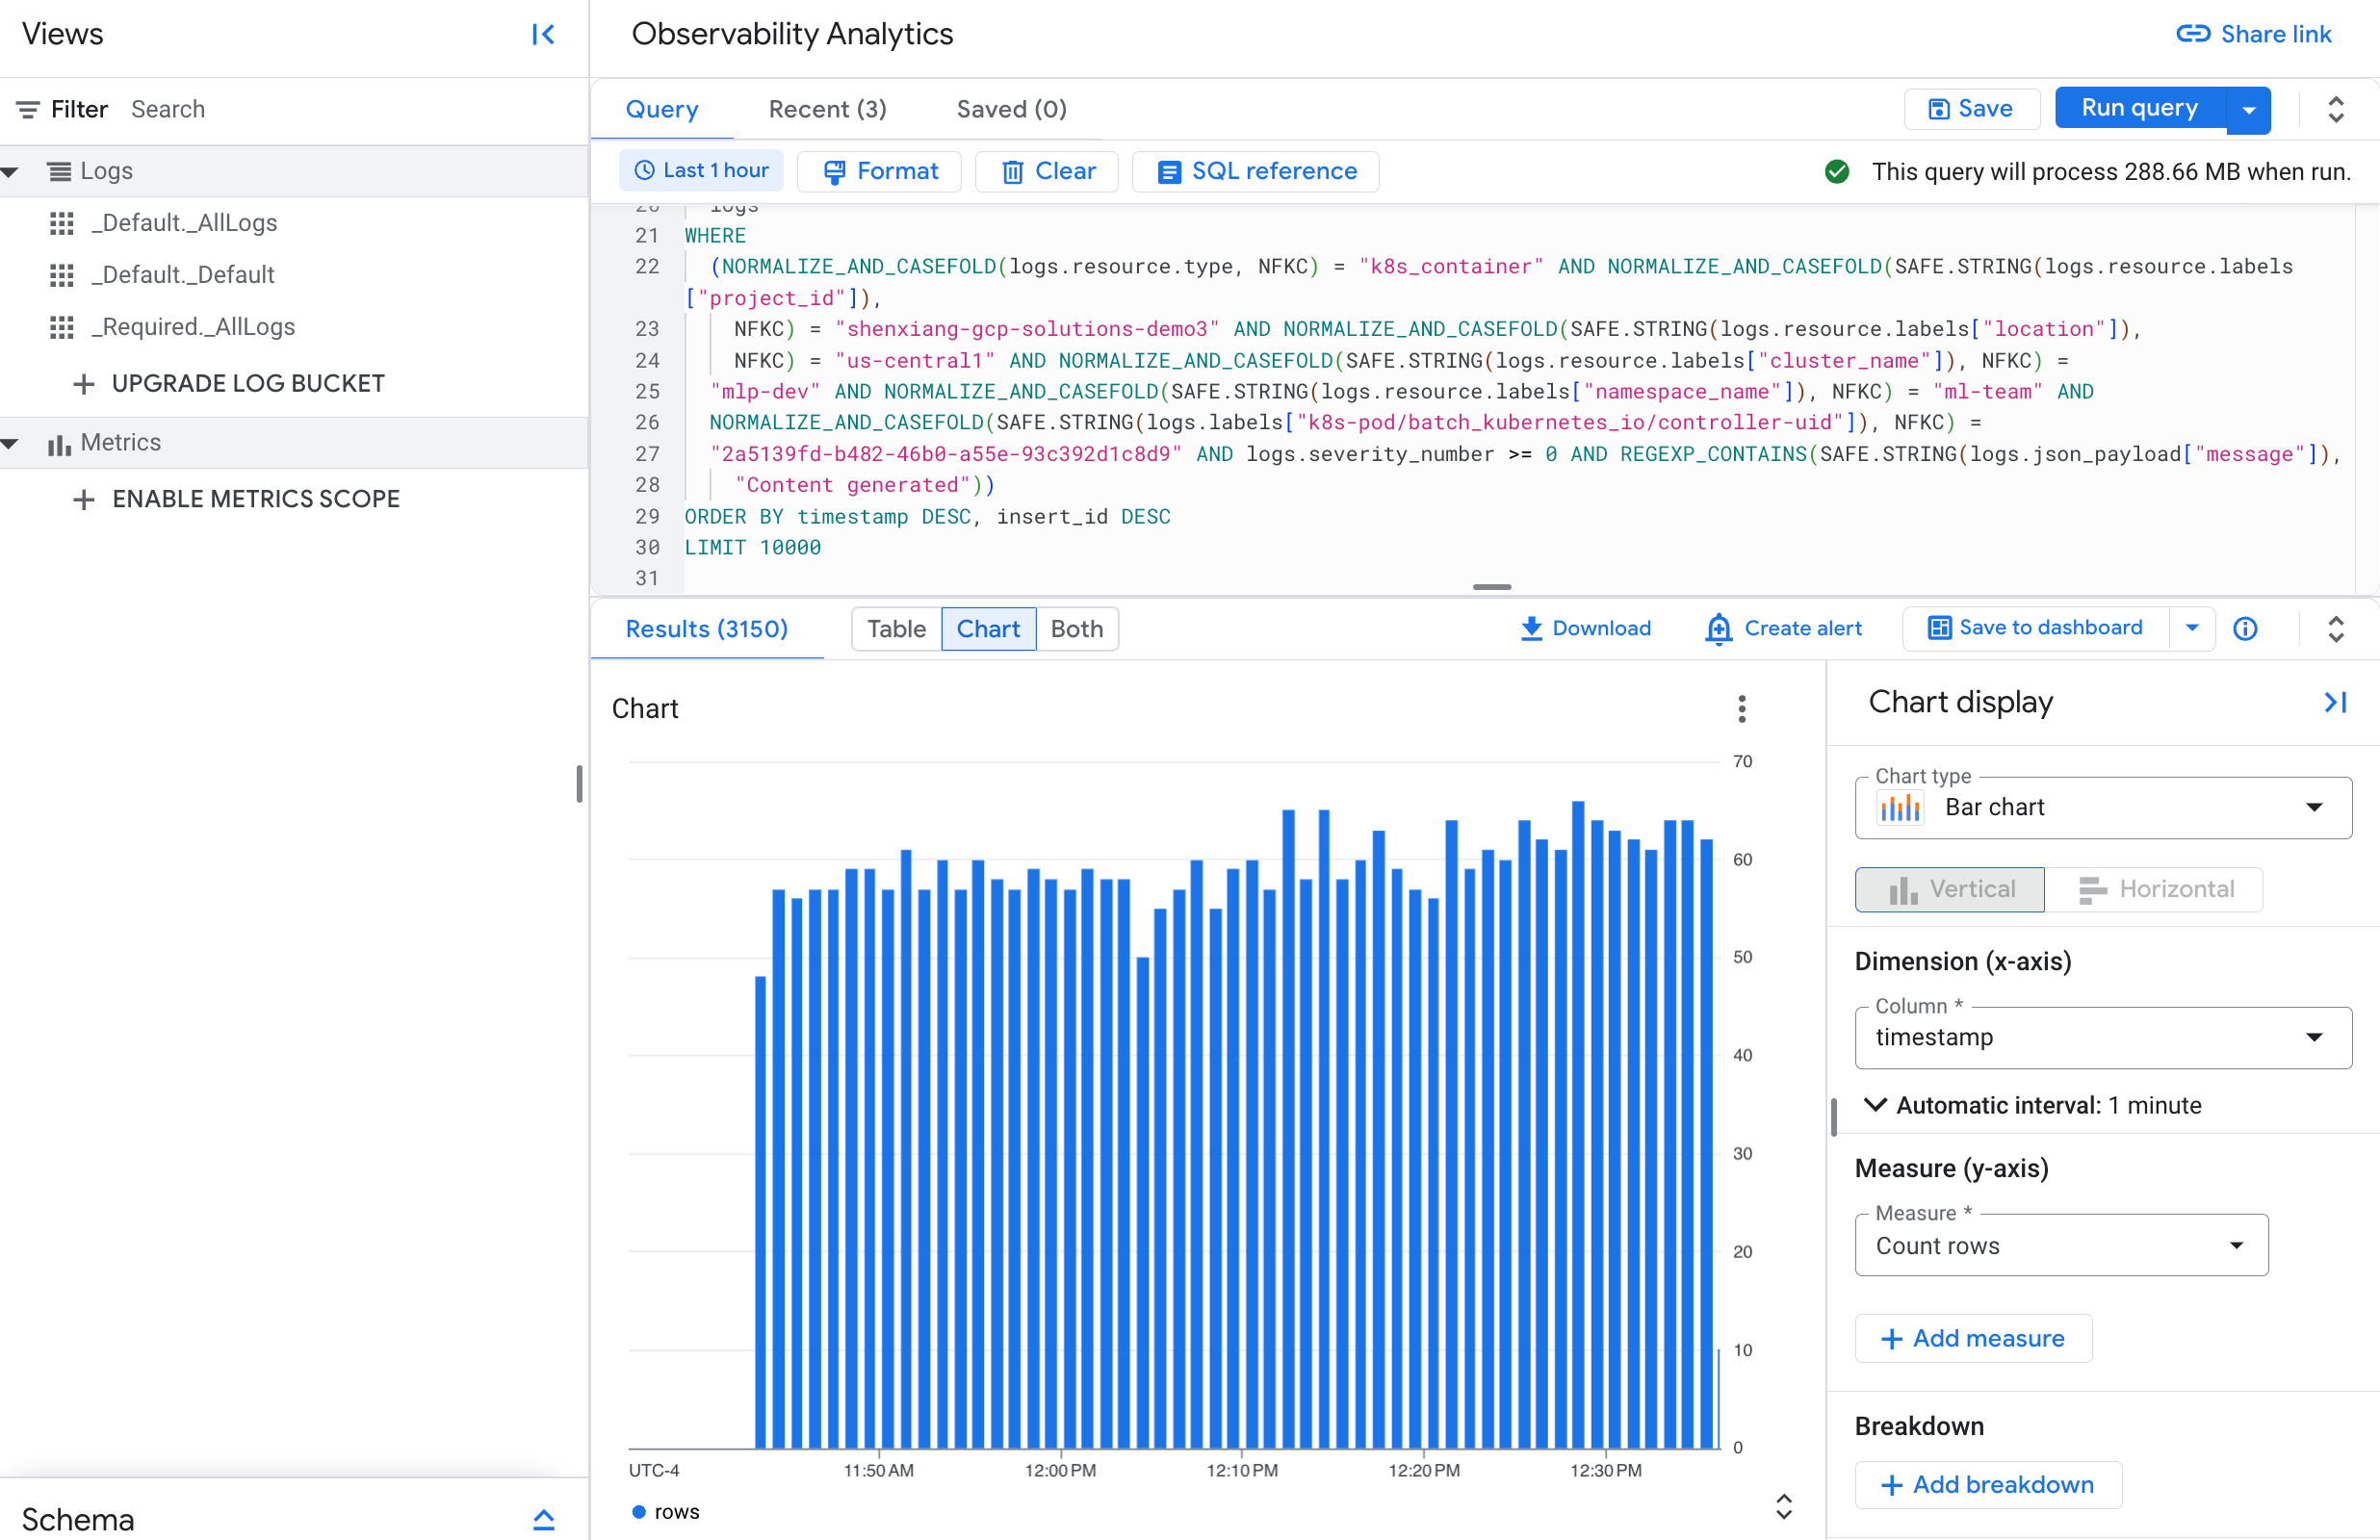 Views
Filter Search
Logs
_Default._AllLogs
_Default._Default
_Required._AllLogs
UPGRADE LOG BUCKET
Metrics
ENABLE METRICS SCOPE
Schema
Observability Analytics
Share link
Query Recent (3) Saved (0)
Save Run query
Last 1 hour Format Clear SQL reference
This query will process 288.66 MB when run.
20 logs
21 WHERE
22 (NORMALIZE_AND_CASEFOLD(logs.resource.type, NFKC) = "k8s_container" AND NORMALIZE_AND_CASEFOLD(SAFE.STRING(logs.resource.labels
["project_id"]),
23 NFKC) = "shenxiang-gcp-solutions-demo3" AND NORMALIZE_AND_CASEFOLD(SAFE.STRING(logs.resource.labels["location"]),
24 NFKC) = "us-central1" AND NORMALIZE_AND_CASEFOLD(SAFE.STRING(logs.resource.labels["cluster_name"]), NFKC) =
25 "mlp-dev" AND NORMALIZE_AND_CASEFOLD(SAFE.STRING(logs.resource.labels["namespace_name"]), NFKC) = "ml-team" AND
26 NORMALIZE_AND_CASEFOLD(SAFE.STRING(logs.labels["k8s-pod/batch_kubernetes_io/controller-uid"]), NFKC) =
27 "2a5139fd-b482-46b0-a55e-93c392d1c8d9" AND logs.severity_number >= 0 AND REGEXP_CONTAINS(SAFE.STRING(logs.json_payload["message"]),
28 "Content generated"))
29 ORDER BY timestamp DESC, insert_id DESC
30 LIMIT 10000
31
Results (3150) Table Chart Both
Download Create alert Save to dashboard
Chart
70
60
50
40
30
20
10
0
UTC-4 11:50 AM 12:00 PM 12:10 PM 12:20 PM 12:30 PM
rows
Chart display
Chart type
Bar chart
Vertical Horizontal
Dimension (x-axis)
Column *
timestamp
Automatic interval: 1 minute
Measure (y-axis)
Measure *
Count rows
Add measure
Breakdown
Add breakdown